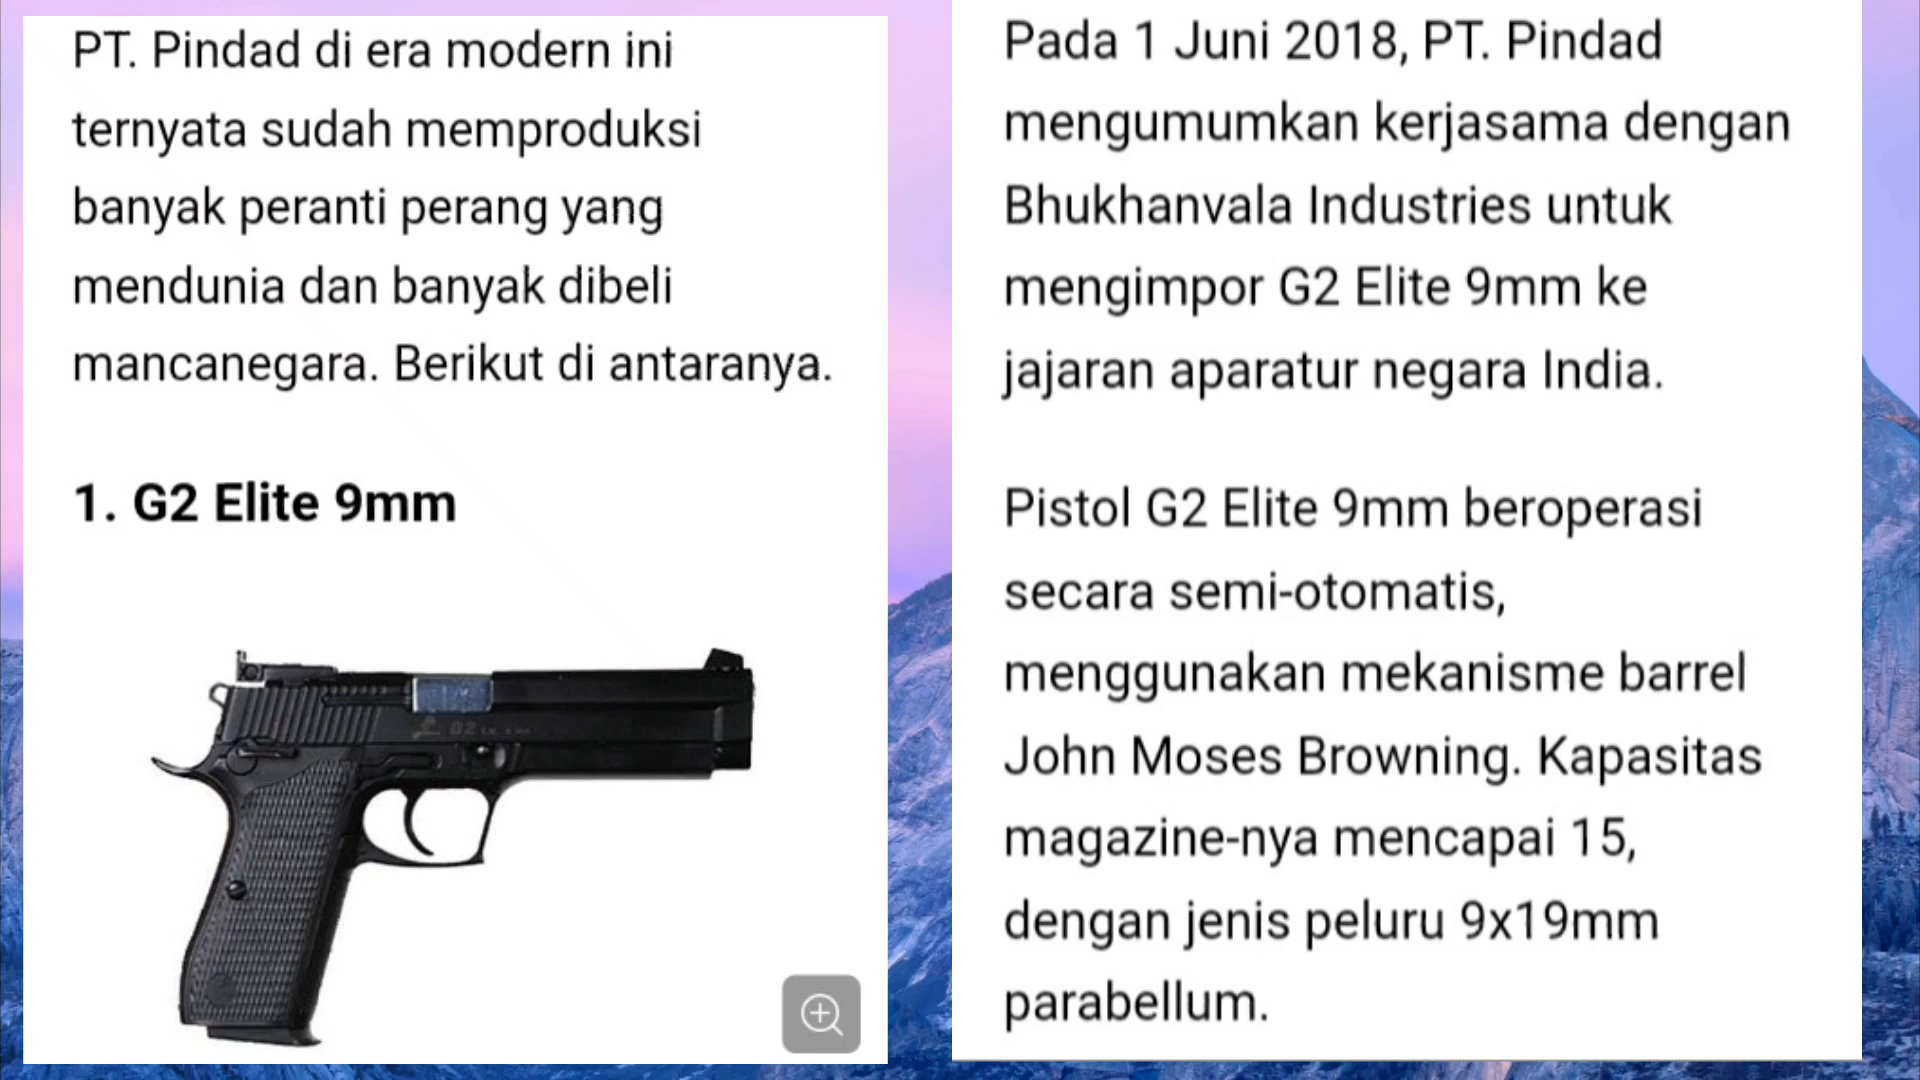 PT. Pindad di era modern ini
ternyata sudah memproduksi
banyak peranti perang yang
mendunia dan banyak dibeli
mancanegara. Berikut di antaranya.
1. G2 Elite 9mm
G2
Pada 1 Juni 2018, PT. Pindad
mengumumkan kerjasama dengan
Bhukhanvala Industries untuk
mengimpor G2 Elite 9mm ke
jajaran aparatur negara India.
Pistol G2 Elite 9mm beroperasi
secara semi-otomatis,
menggunakan mekanisme barrel
John Moses Browning. Kapasitas
magazine-nya mencapai 15,
dengan jenis peluru 9x19mm
parabellum.